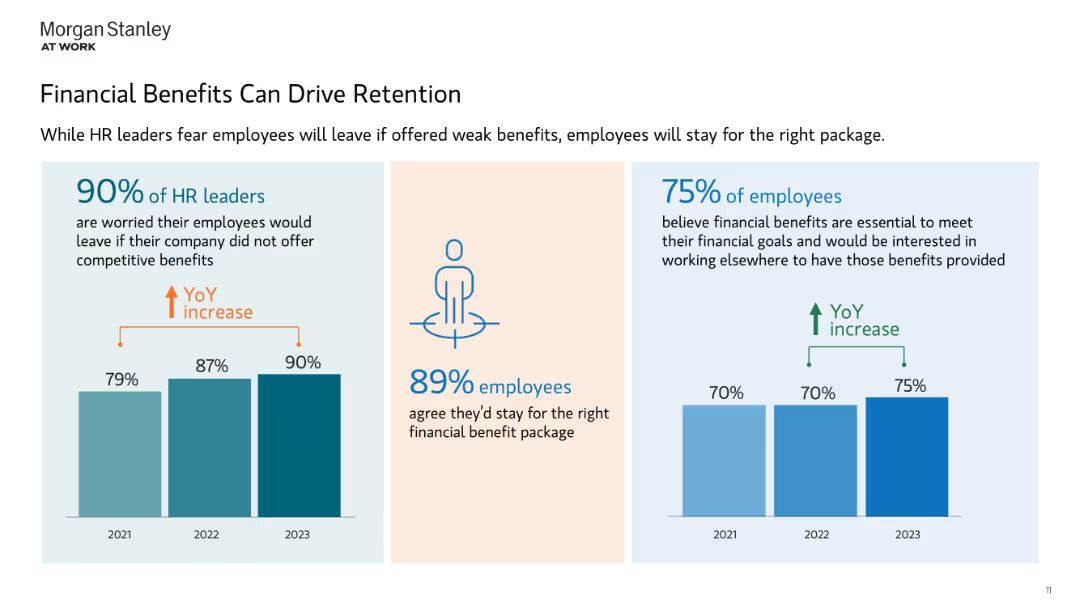 Morgan Stanley
AT WORK
Financial Benefits Can Drive Retention
While HR leaders fear employees will leave if offered weak benefits, employees will stay for the right package.
90% of HR leaders
are worried their employees would
leave if their company did not offer
competitive benefits
YoY
increase
79%
87%
90%
2021
2022
2023
89% employees
agree they'd stay for the right
financial benefit package
75% of employees
believe financial benefits are essential to meet
their financial goals and would be interested in
working elsewhere to have those benefits provided
YoY
increase
70%
70%
75%
2021
2022
2023
11